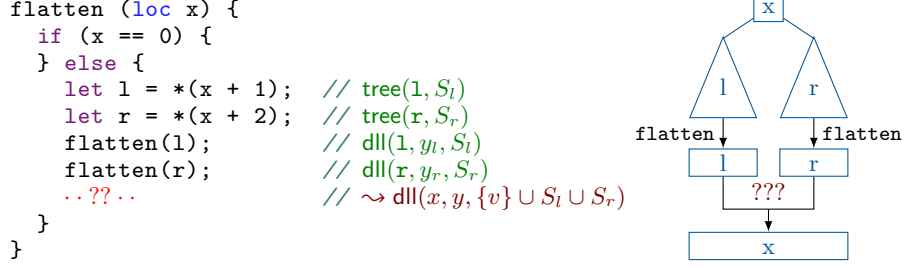 flatten (loc x) {
  if (x == 0) {
  } else {
    let l = *(x + 1);  // tree(l, S_l)
    let r = *(x + 2);  // tree(r, S_r)
    flatten(l);        // dll(l, y_l, S_l)
    flatten(r);        // dll(r, y_r, S_r)
    ·· ?? ··           // ⤳ dll(x, y, {v} ∪ S_l ∪ S_r)
  }
}
x
l r
flatten flatten
l r
???
x